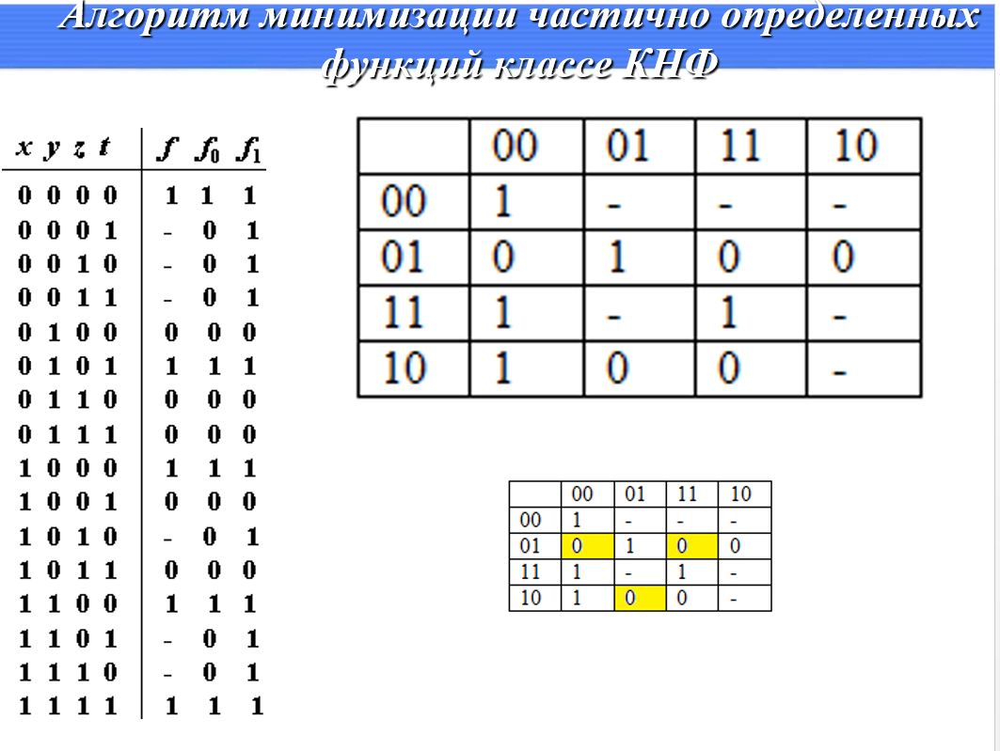 Алгоритм минимизации частично определенных
функций классе КНФ
x y z t f f₀ f₁
0 0 0 0 1 1 1
0 0 0 1 - 0 1
0 0 1 0 - 0 1
0 0 1 1 - 0 1
0 1 0 0 0 0 0
0 1 0 1 1 1 1
0 1 1 0 0 0 0
0 1 1 1 0 0 0
1 0 0 0 1 1 1
1 0 0 1 0 0 0
1 0 1 0 - 0 1
1 0 1 1 0 0 0
1 1 0 0 1 1 1
1 1 0 1 - 0 1
1 1 1 0 - 0 1
1 1 1 1 1 1 1
00 01 11 10
00 1 - - -
01 0 1 0 0
11 1 - 1 -
10 1 0 0 -
00 01 11 10
00 1 - - -
01 0 1 0 0
11 1 - 1 -
10 1 0 0 -